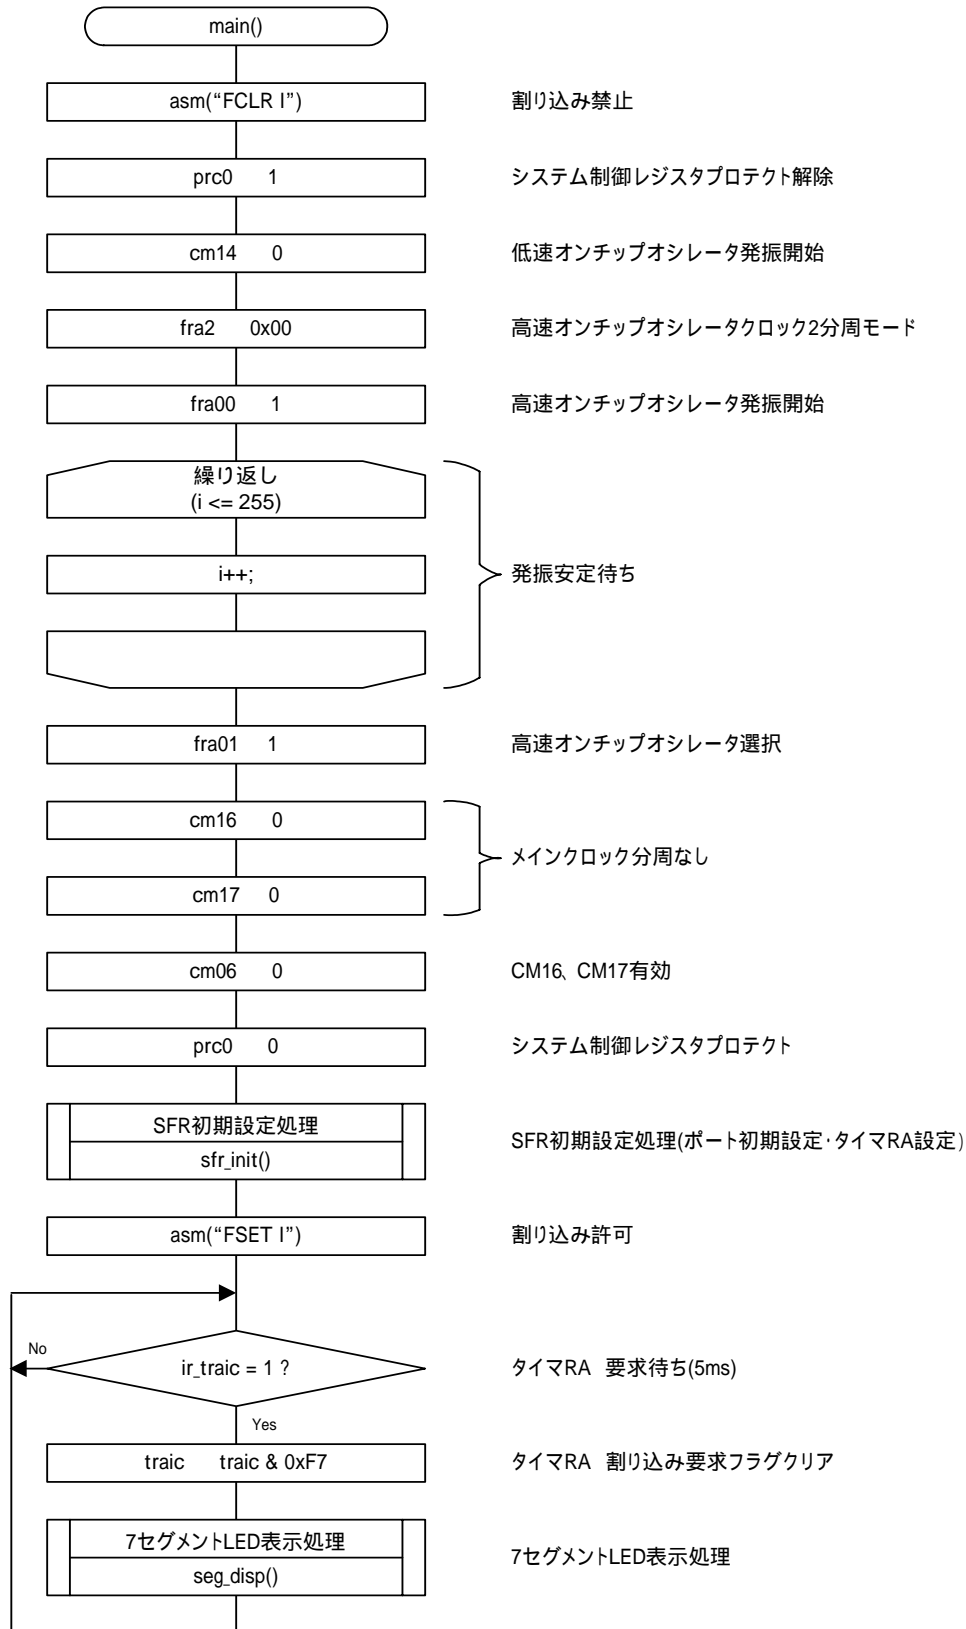 main()
asm(“FCLR I”)
割り込み禁止
prc0 1
システム制御レジスタプロテクト解除
cm14 0
低速オンチップオシレータ発振開始
fra2 0x00
高速オンチップオシレータクロック2分周モード
fra00 1
高速オンチップオシレータ発振開始
繰り返し
(i <= 255)
i++;
発振安定待ち
fra01 1
高速オンチップオシレータ選択
cm16 0
メインクロック分周なし
cm17 0
cm06 0
CM16、CM17有効
prc0 0
システム制御レジスタプロテクト
SFR初期設定処理
sfr_init()
SFR初期設定処理(ポート初期設定・タイマRA設定)
asm(“FSET I”)
割り込み許可
No
ir_traic = 1 ?
タイマRA 要求待ち(5ms)
Yes
traic traic & 0xF7
タイマRA 割り込み要求フラグクリア
7セグメントLED表示処理
seg_disp()
7セグメントLED表示処理